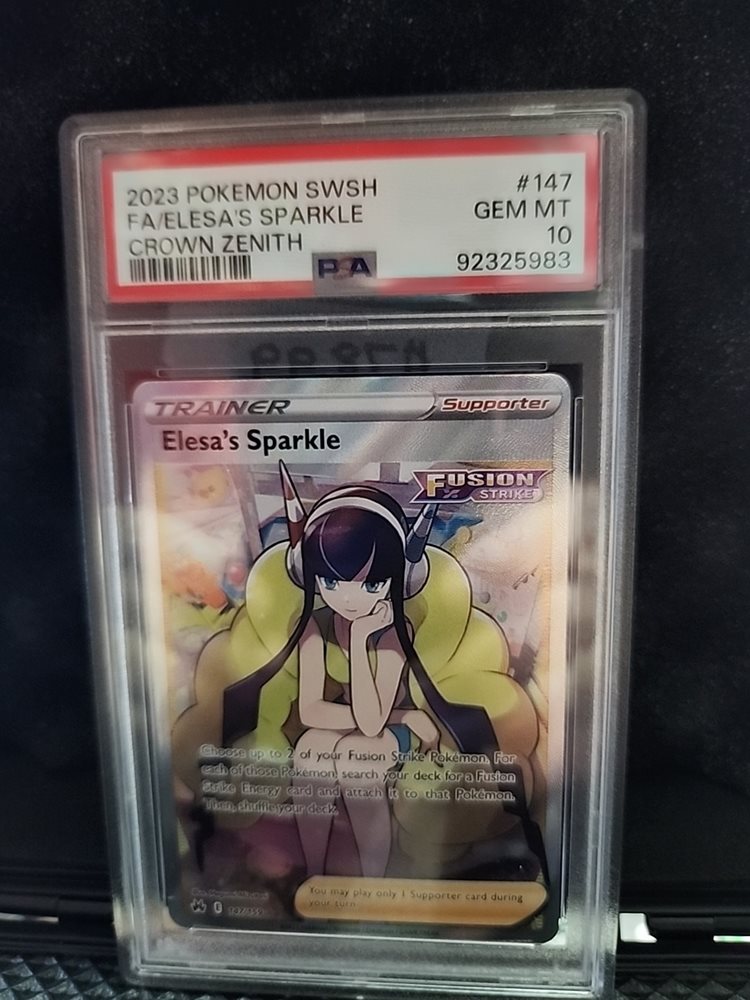 2023 POKEMON SWSH #147
FA/ELESA'S SPARKLE GEM MT
CROWN ZENITH 10
PSA 92325983
TRAINER Supporter
Elesa's Sparkle
FUSION
STRIKE
Choose up to 2 of your Fusion Strike Pokémon. For
each of those Pokémon, search your deck for a Fusion
Strike Energy card and attach it to that Pokémon.
Then, shuffle your deck.
You may play only 1 Supporter card during
your turn.
E 147/159